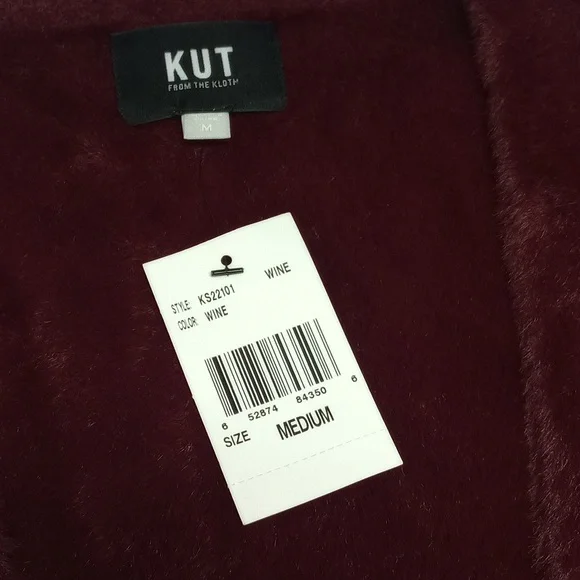 KUT
FROM THE KLOTH
M
STYLE: KS22101 WINE
COLOR: WINE
6 52874 84350 6
SIZE MEDIUM